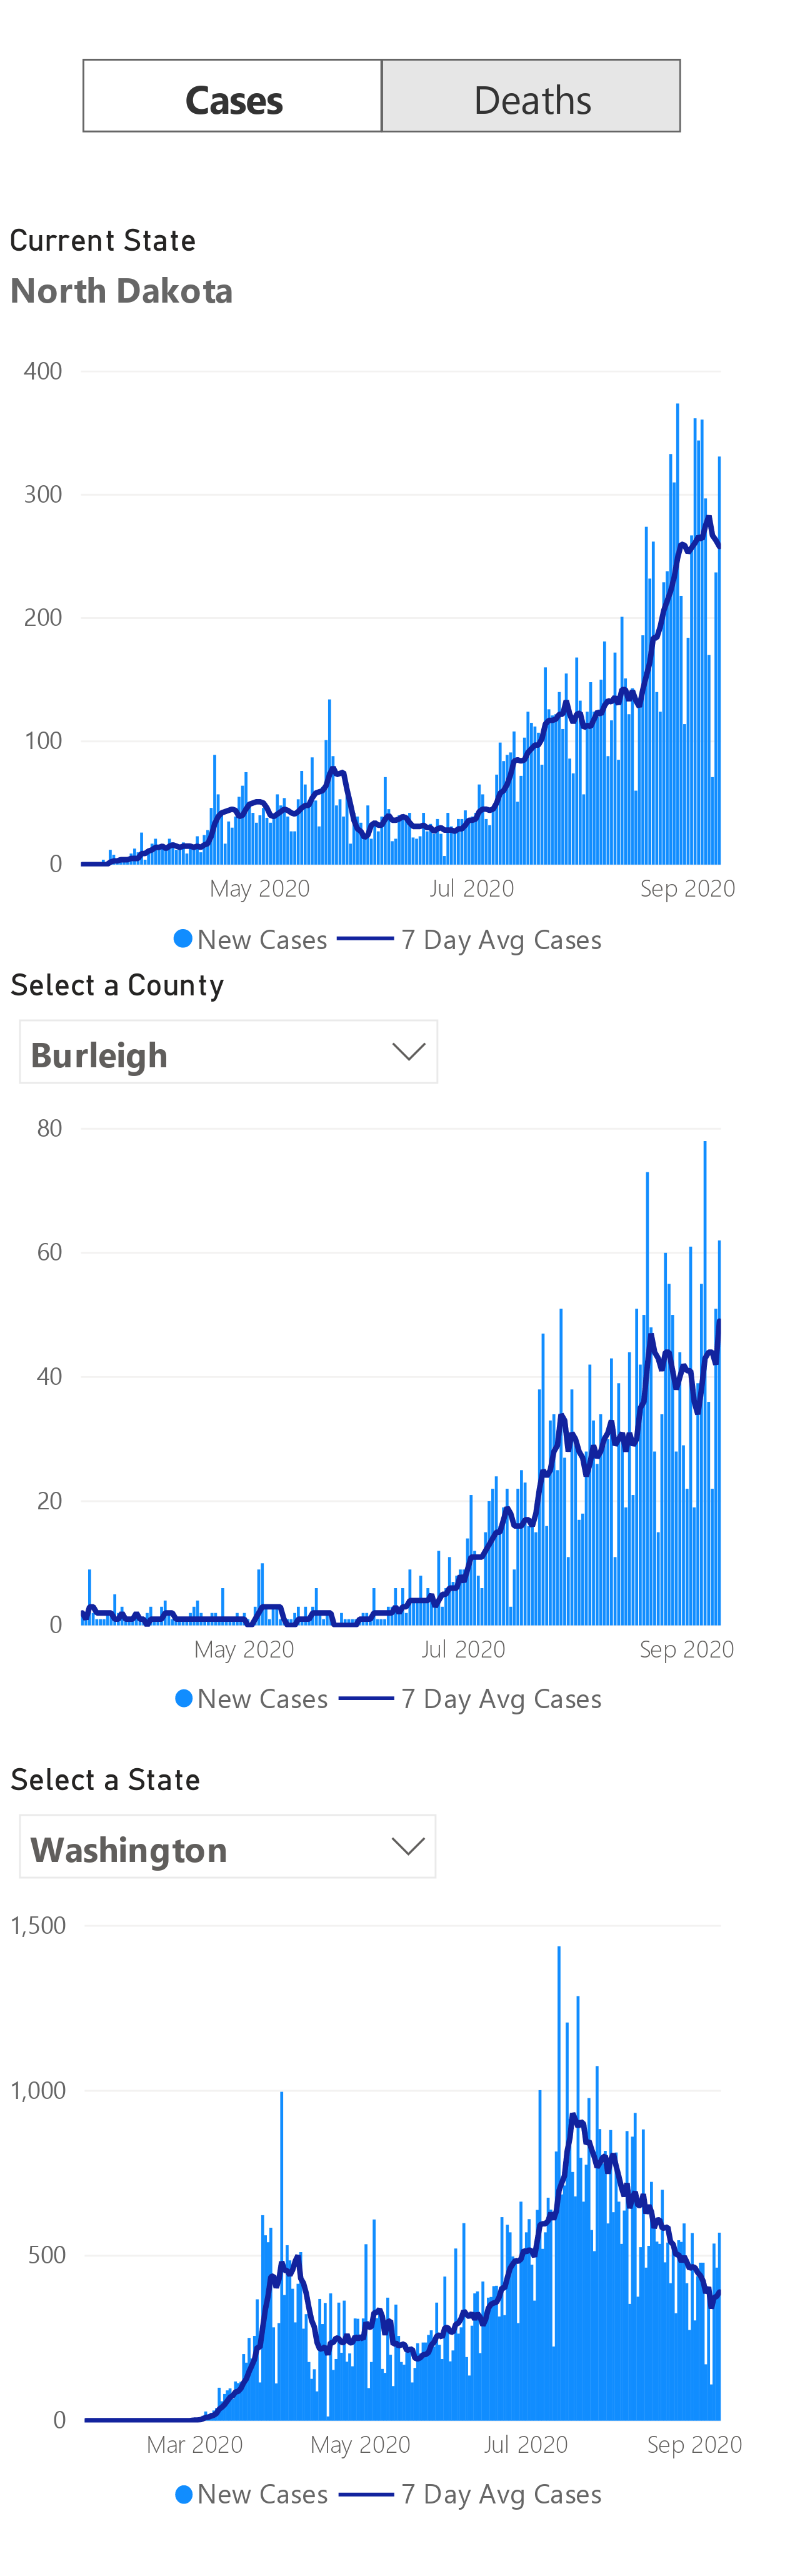 Cases Deaths
Current State
North Dakota
400
300
200
100
0
May 2020 Jul 2020 Sep 2020
New Cases 7 Day Avg Cases
Select a County
Burleigh
80
60
40
20
0
May 2020 Jul 2020 Sep 2020
New Cases 7 Day Avg Cases
Select a State
Washington
1,500
1,000
500
0
Mar 2020 May 2020 Jul 2020 Sep 2020
New Cases 7 Day Avg Cases